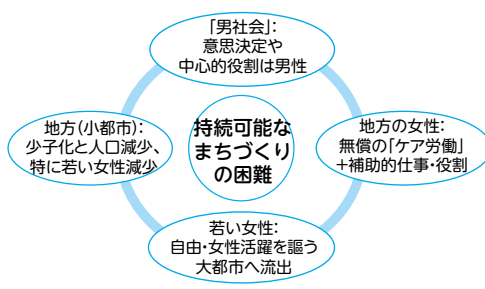 「男社会」：
意思決定や
中心的役割は男性
地方（小都市）：
少子化と人口減少、
特に若い女性減少
持続可能な
まちづくり
の困難
地方の女性：
無償の「ケア労働」
＋補助的仕事・役割
若い女性：
自由・女性活躍を謳う
大都市へ流出